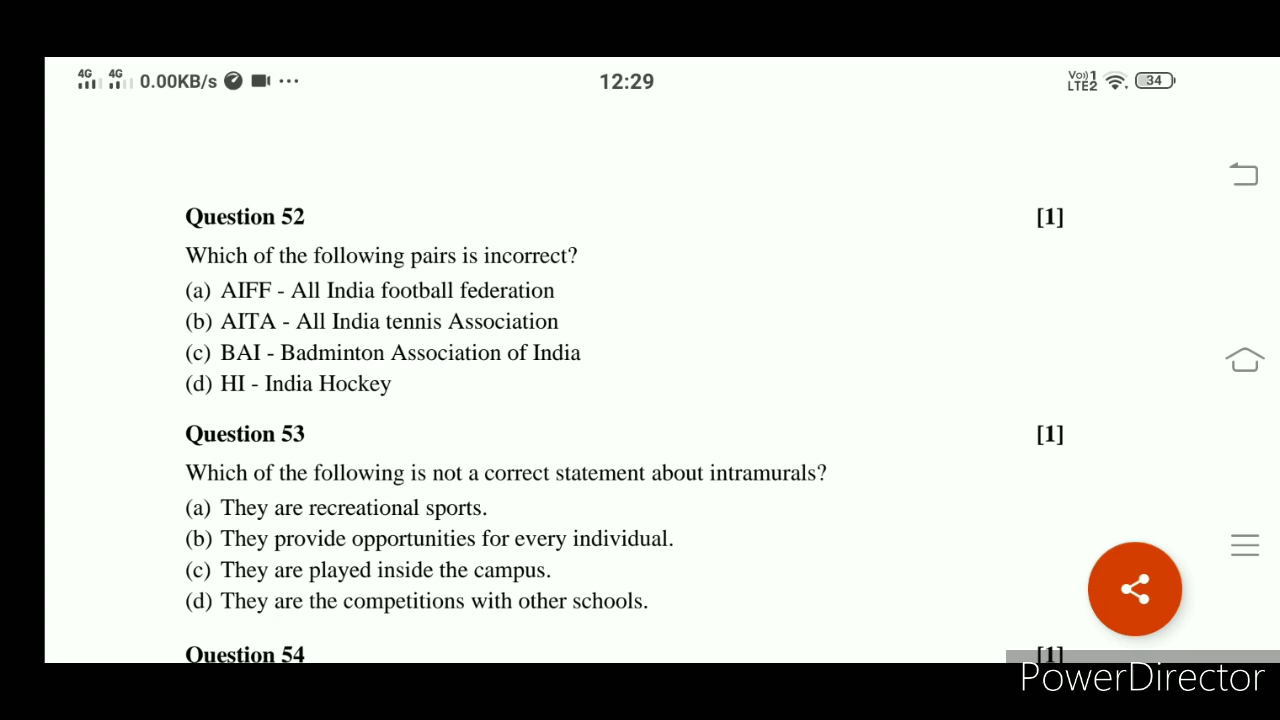 4G 4G 0.00KB/s 12:29 Vo)) 1 LTE2 34
Question 52 [1]
Which of the following pairs is incorrect?
(a) AIFF - All India football federation
(b) AITA - All India tennis Association
(c) BAI - Badminton Association of India
(d) HI - India Hockey
Question 53 [1]
Which of the following is not a correct statement about intramurals?
(a) They are recreational sports.
(b) They provide opportunities for every individual.
(c) They are played inside the campus.
(d) They are the competitions with other schools.
Question 54 [1]
PowerDirector